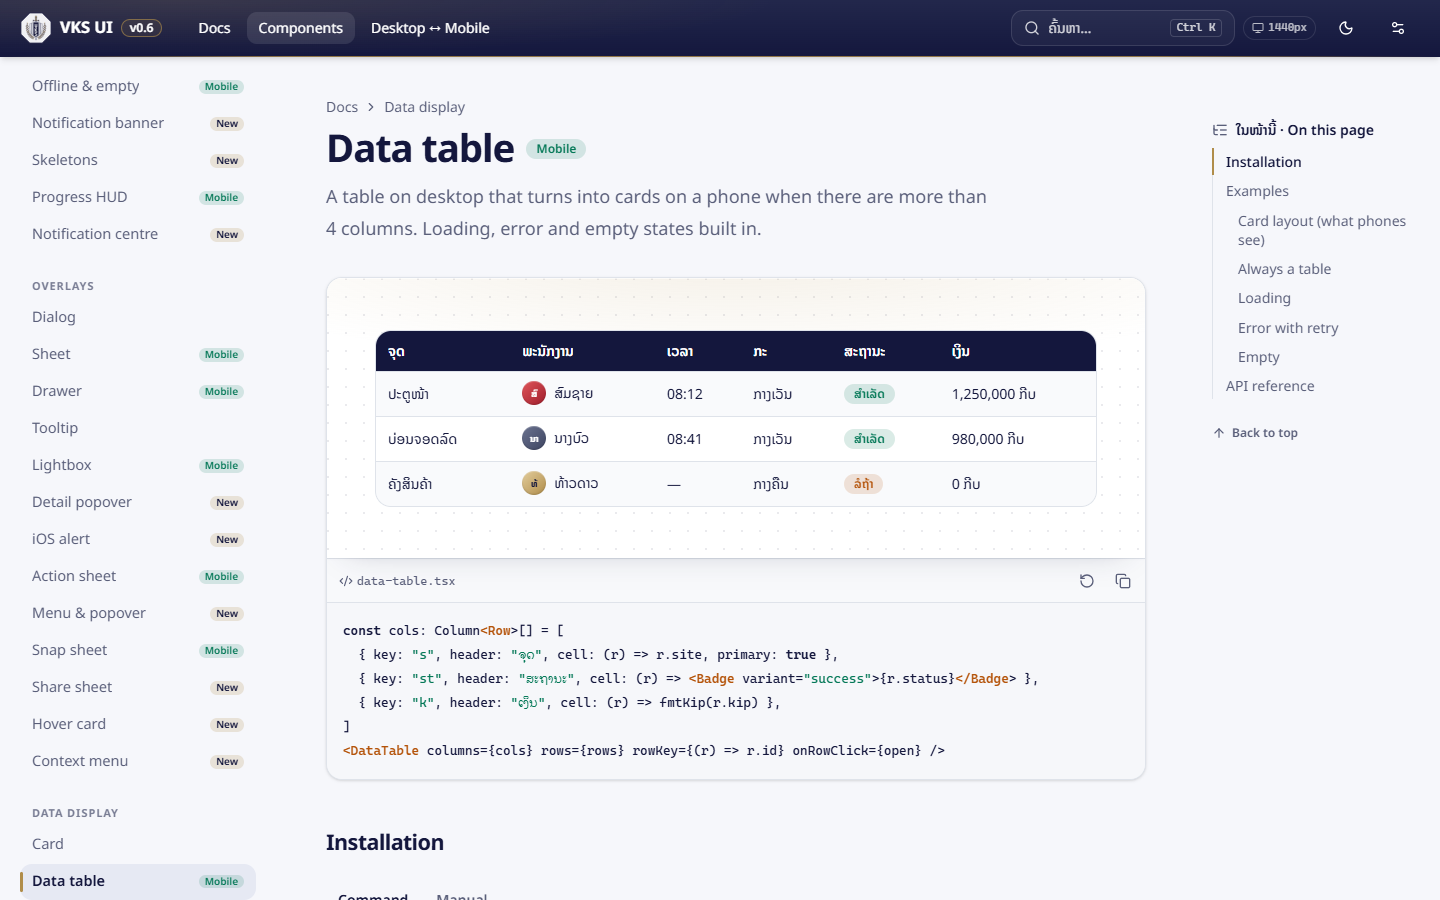 VKS UI v0.6 Docs Components Desktop ↔ Mobile ຄົ້ນຫາ... Ctrl K 1440px
Offline & empty Mobile
Notification banner New
Skeletons New
Progress HUD Mobile
Notification centre New
OVERLAYS
Dialog
Sheet Mobile
Drawer Mobile
Tooltip
Lightbox Mobile
Detail popover New
iOS alert New
Action sheet Mobile
Menu & popover New
Snap sheet Mobile
Share sheet New
Hover card New
Context menu New
DATA DISPLAY
Card
Data table Mobile
Docs > Data display
Data table Mobile
A table on desktop that turns into cards on a phone when there are more than
4 columns. Loading, error and empty states built in.
ຈຸດ ພະນັກງານ ເວລາ ກະ ສະຖານະ ເງິນ
ປະຕູໜ້າ ສົ ສົມຊາຍ 08:12 ກາງເວັນ ສຳເລັດ 1,250,000 ກີບ
ບ່ອນຈອດລົດ ນາ ນາງບົວ 08:41 ກາງເວັນ ສຳເລັດ 980,000 ກີບ
ຄັງສິນຄ້າ ທ້ ທ້າວດາວ — ກາງຄືນ ລໍຖ້າ 0 ກີບ
data-table.tsx
const cols: Column<Row>[] = [
{ key: "s", header: "ຈຸດ", cell: (r) => r.site, primary: true },
{ key: "st", header: "ສະຖານະ", cell: (r) => <Badge variant="success">{r.status}</Badge> },
{ key: "k", header: "ເງິນ", cell: (r) => fmtKip(r.kip) },
]
<DataTable columns={cols} rows={rows} rowKey={(r) => r.id} onRowClick={open} />
Installation
Command Manual
ໃນໜ້ານີ້ · On this page
Installation
Examples
Card layout (what phones
see)
Always a table
Loading
Error with retry
Empty
API reference
Back to top